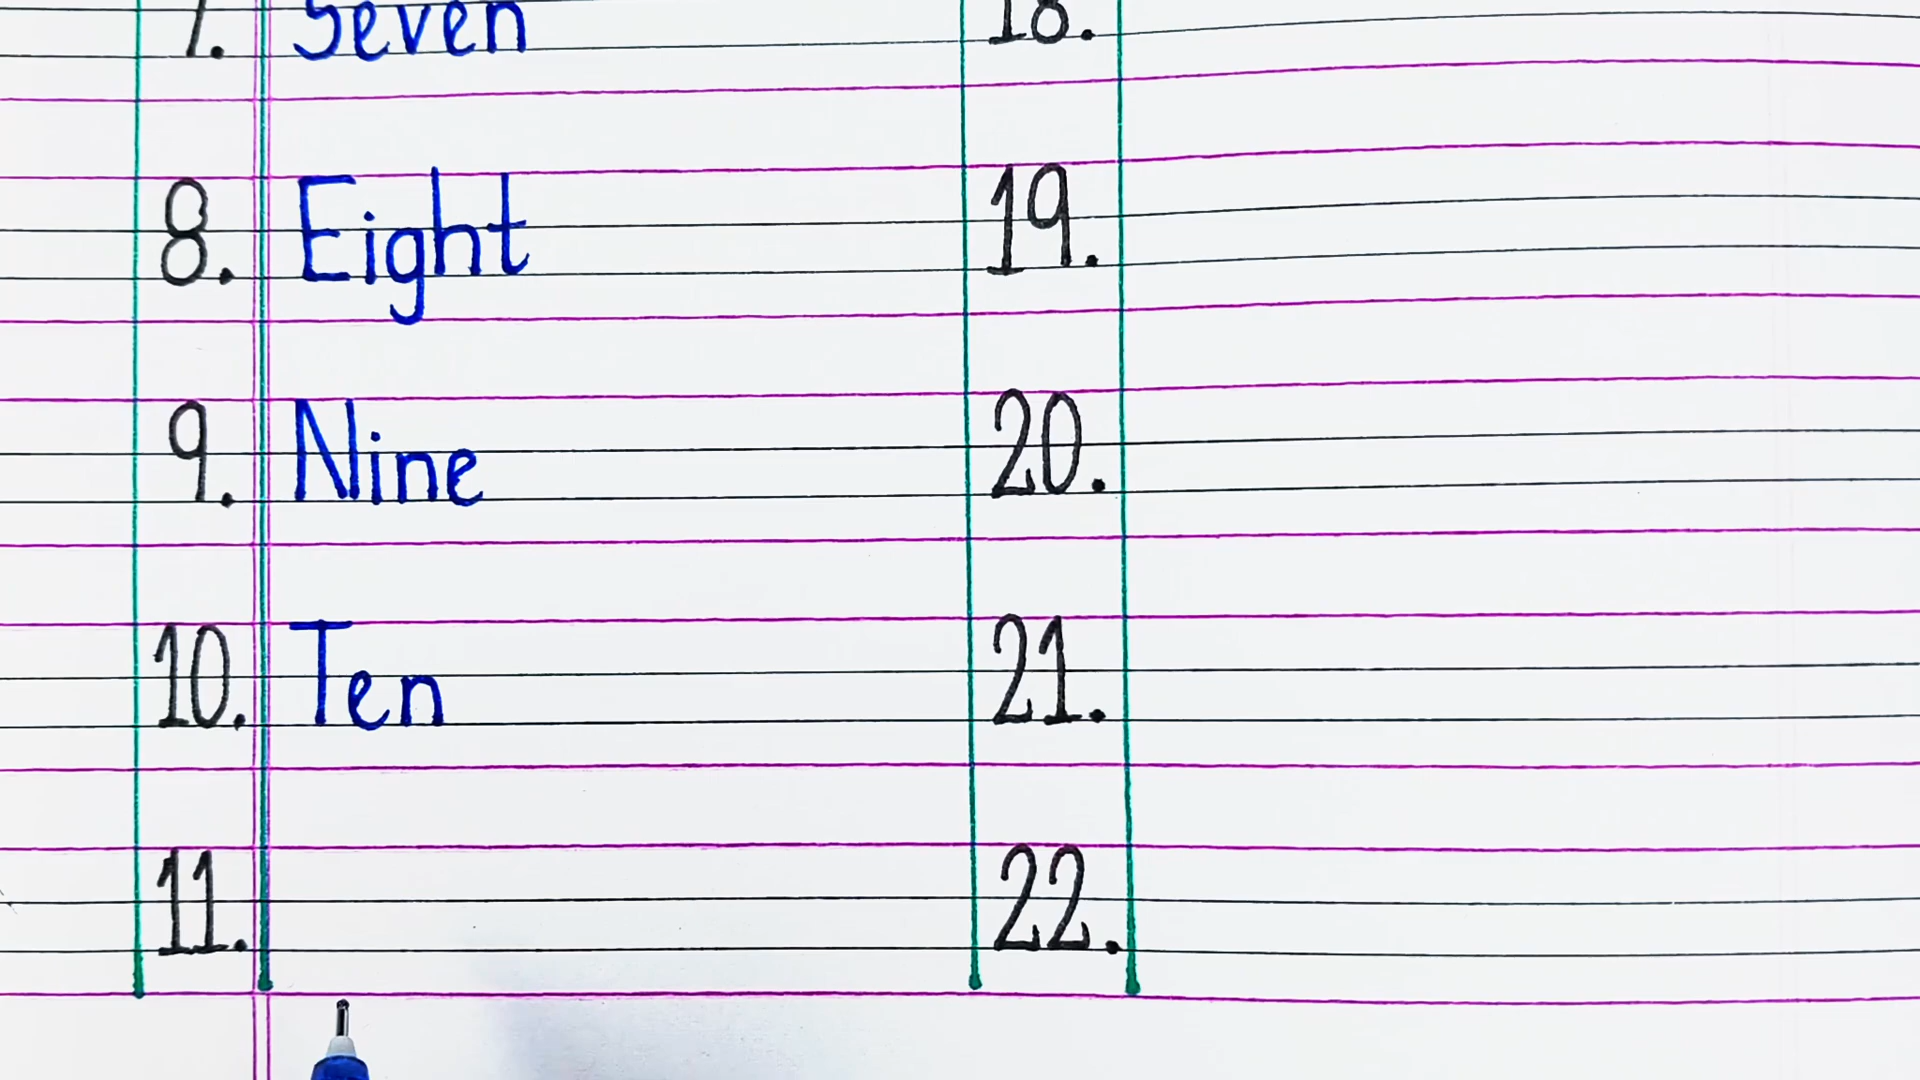 7. Seven
8. Eight
9. Nine
10. Ten
11.
18.
19.
20.
21.
22.